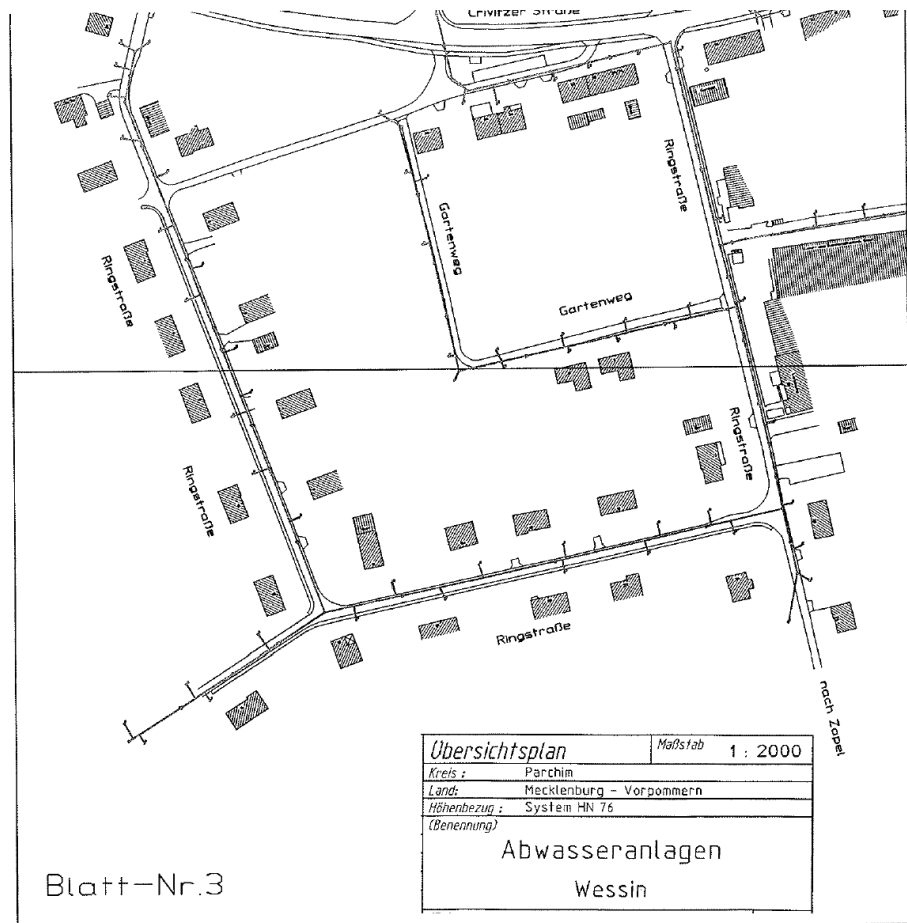 Crivitzer Straße
Ringstraße
Gartenweg
Ringstraße
Gartenweg
Ringstraße
Ringstraße
Ringstraße
nach Zapel
Übersichtsplan Maßstab 1 : 2000
Kreis : Parchim
Land: Mecklenburg - Vorpommern
Höhenbezug : System HN 76
(Benennung)
Abwasseranlagen
Wessin
Blatt-Nr.3